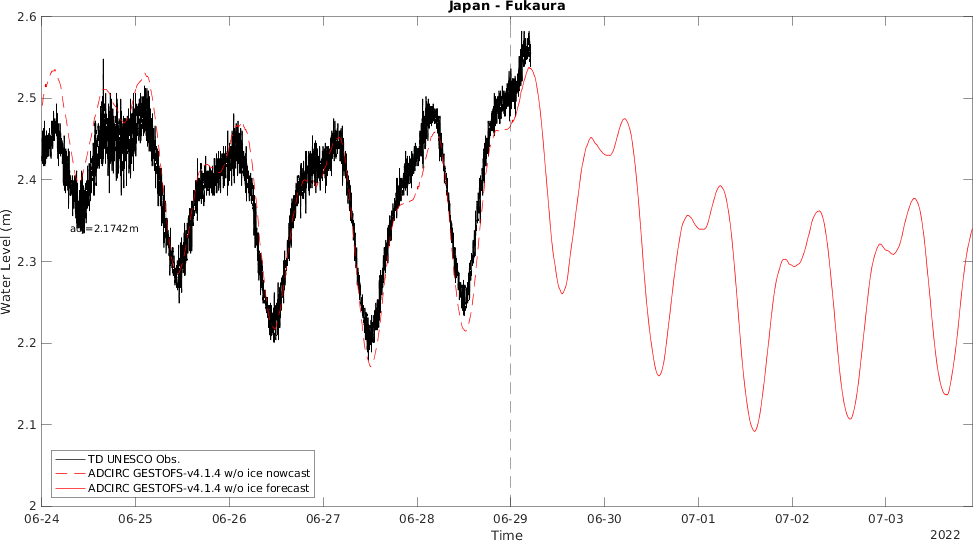 Japan - Fukaura
Water Level (m)
2.6
2.5
2.4
2.3
2.2
2.1
2
=2.1742m
TD UNESCO Obs.
ADCIRC GESTOFS-v4.1.4 w/o ice nowcast
ADCIRC GESTOFS-v4.1.4 w/o ice forecast
06-24 06-25 06-26 06-27 06-28 06-29 06-30 07-01 07-02 07-03
Time
2022